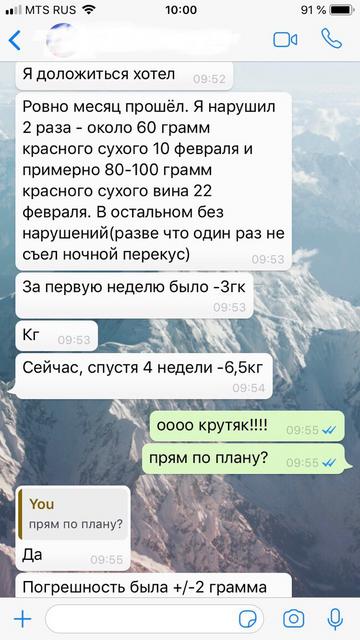 MTS RUS 10:00 91 %
Я доложиться хотел 09:52
Ровно месяц прошёл. Я нарушил
2 раза - около 60 грамм
красного сухого 10 февраля и
примерно 80-100 грамм
красного сухого вина 22
февраля. В остальном без
нарушений(разве что один раз не
съел ночной перекус) 09:53
За первую неделю было -3гк
09:53
Кг 09:53
Сейчас, спустя 4 недели -6,5кг
09:54
оооо крутяк!!!! 09:55
прям по плану? 09:55
You
прям по плану?
Да 09:55
Погрешность была +/-2 грамма